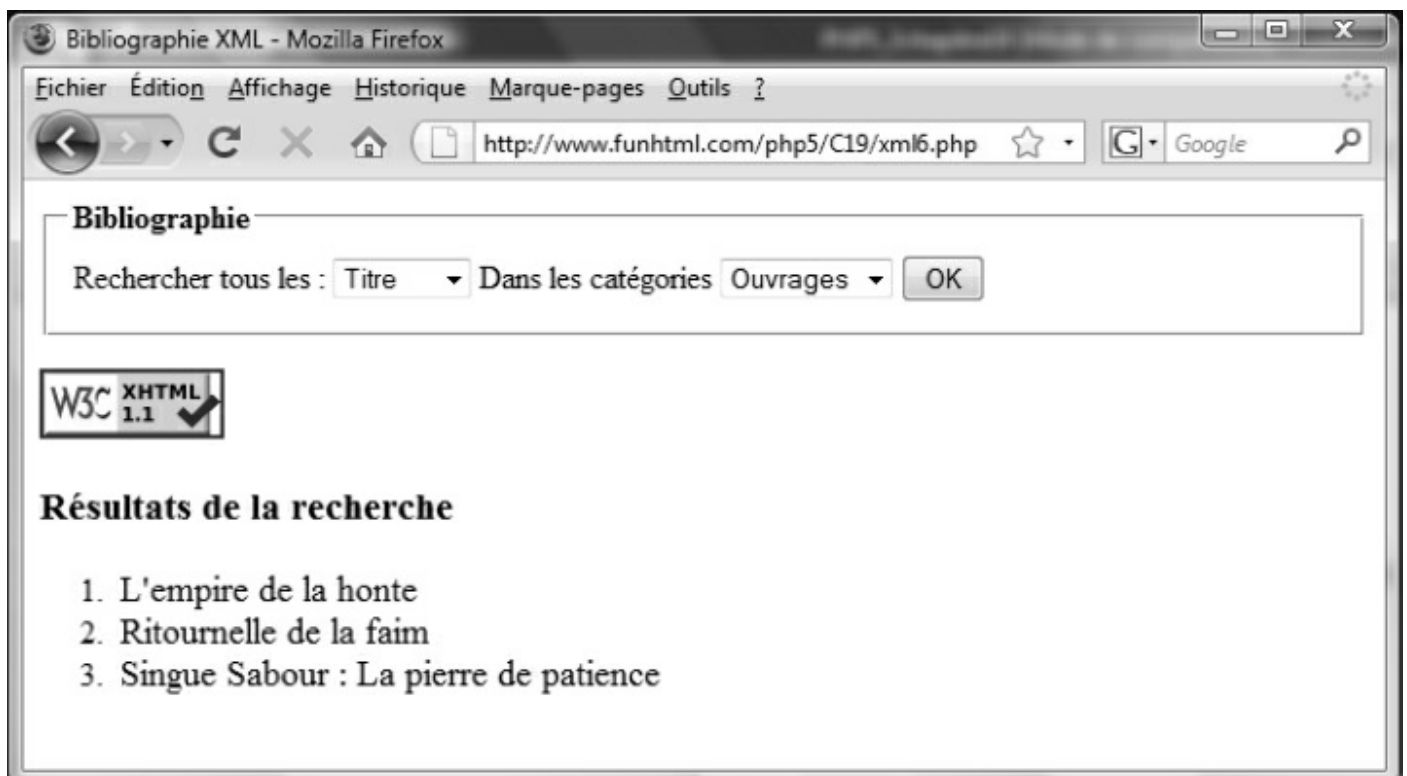 Bibliographie XML - Mozilla Firefox
Fichier Édition Affichage Historique Marque-pages Outils ?
http://www.funhtml.com/php5/C19/xml6.php G Google
Bibliographie
Rechercher tous les : Titre Dans les catégories Ouvrages OK
W3C XHTML 1.1
Résultats de la recherche
1. L'empire de la honte
2. Ritournelle de la faim
3. Singue Sabour : La pierre de patience